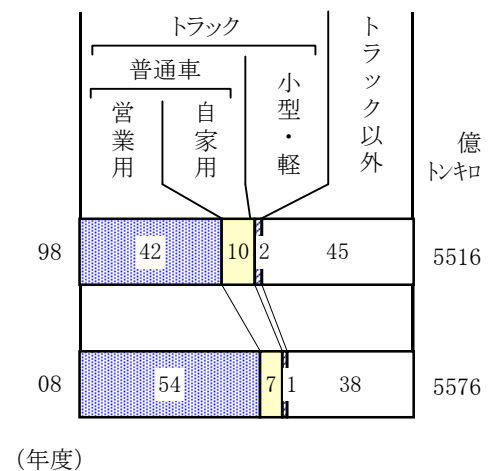 トラック
普通車
営業用
自家用
小型・軽
トラック以外
億
トンキロ
98 42 10 2 45 5516
08 54 7 1 38 5576
(年度)